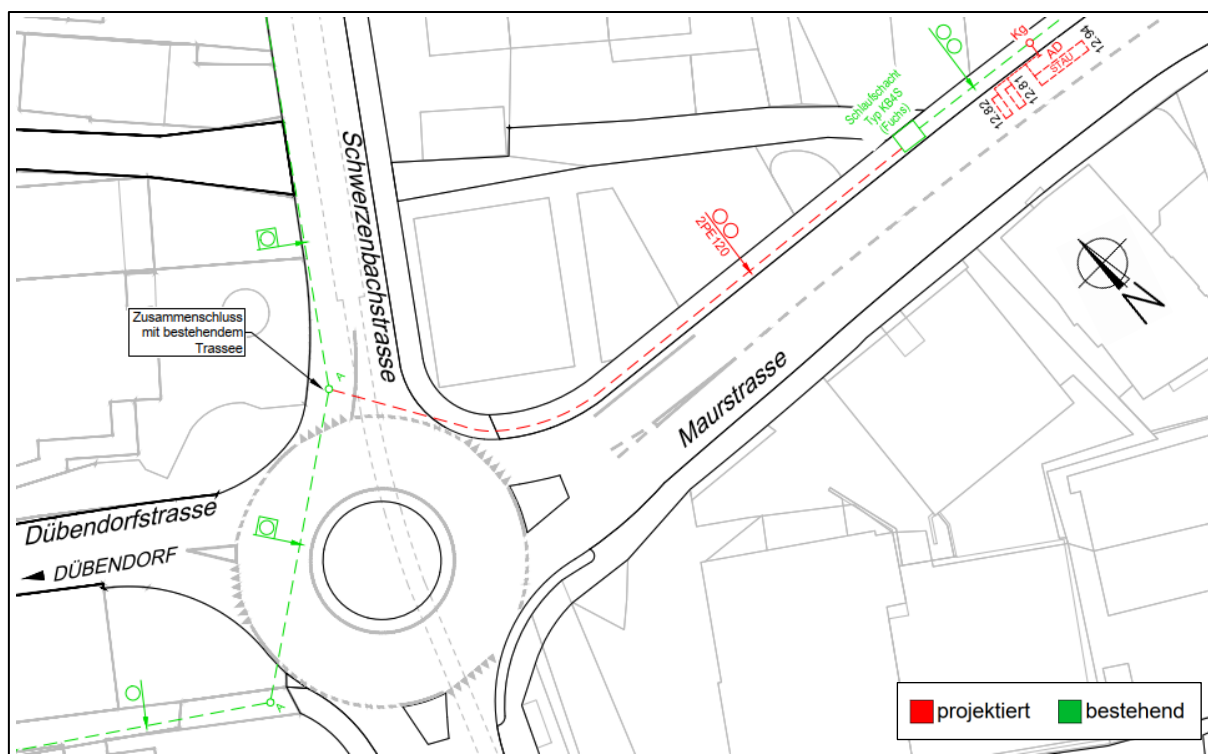 Kg
AD
STAU
12.94
12.81
12.82
Schlaufschacht
Typ KB4S
(Fuchs)
Schwerzenbachstrasse
2PE120
Zusammenschluss
mit bestehendem
Trassee
A
Maurstrasse
N
Dübendorfstrasse
DÜBENDORF
A
projektiert
bestehend